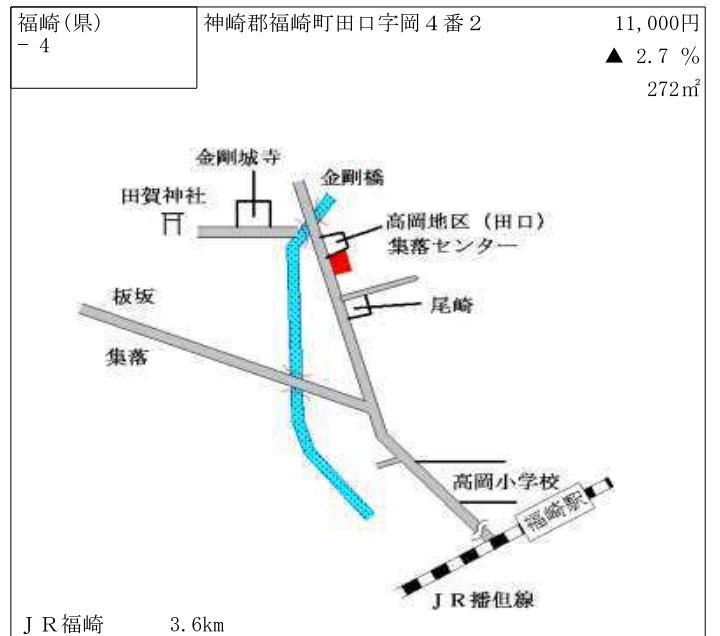 福崎(県)
－ 4
神崎郡福崎町田口字岡４番２
11,000円
▲ 2.7 %
272㎡
金剛城寺
金剛橋
田賀神社
高岡地区（田口）
集落センター
板坂
尾崎
集落
高岡小学校
福崎駅
ＪＲ播但線
ＪＲ福崎 3.6km